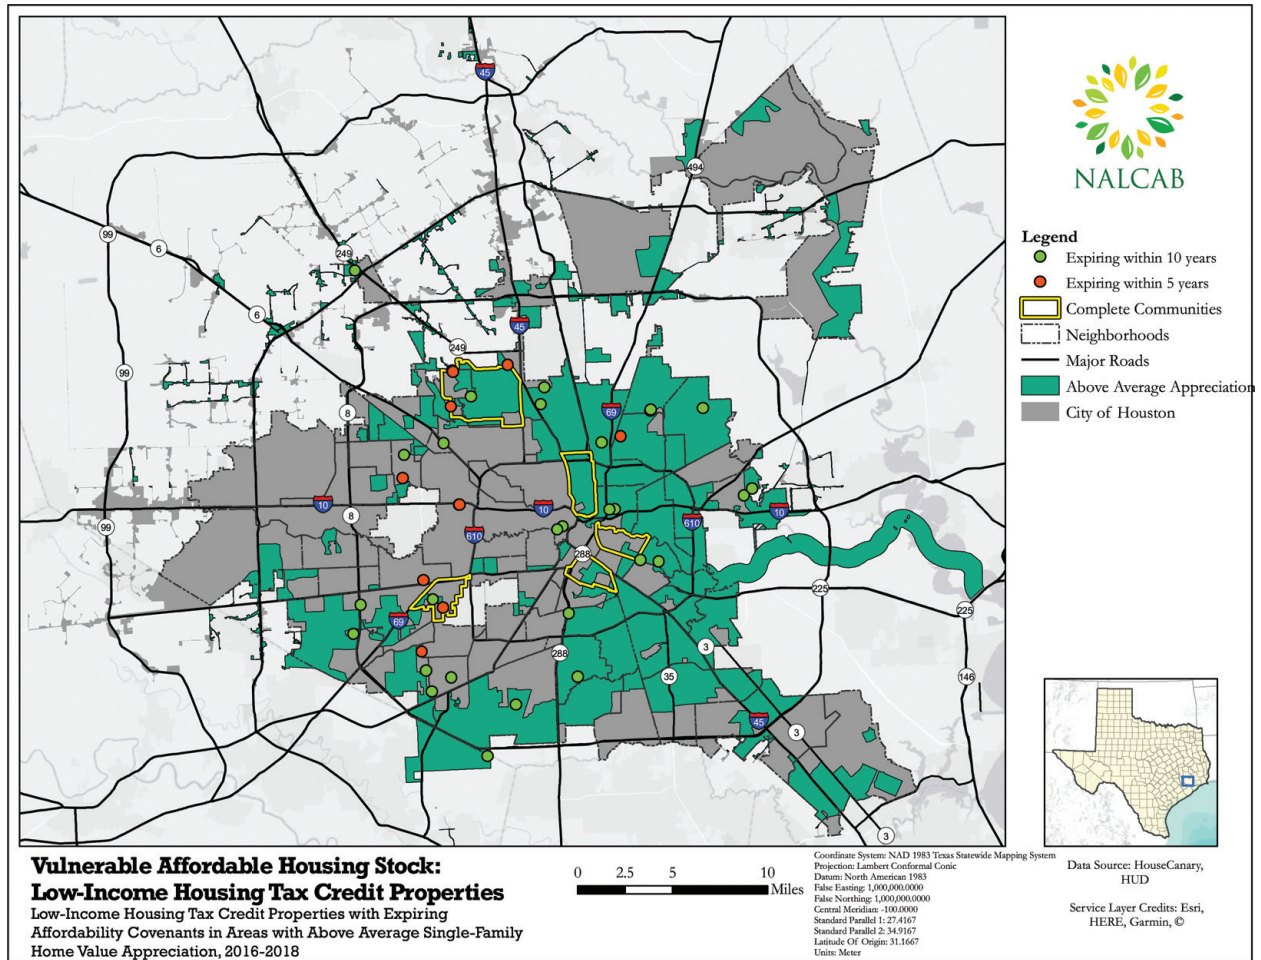 45
494
99
6
249
6
45
249
99
8
69
10
10
10
8
610
610
99
288
225
225
69
3
288
35
146
45
3
3
NALCAB
Legend
Expiring within 10 years
Expiring within 5 years
Complete Communities
Neighborhoods
Major Roads
Above Average Appreciation
City of Houston
Vulnerable Affordable Housing Stock:
Low-Income Housing Tax Credit Properties
Low-Income Housing Tax Credit Properties with Expiring
Affordability Covenants in Areas with Above Average Single-Family
Home Value Appreciation, 2016-2018
0 2.5 5 10
Miles
Coordinate System: NAD 1983 Texas Statewide Mapping System
Projection: Lambert Conformal Conic
Datum: North American 1983
False Easting: 1,000,000.0000
False Northing: 1,000,000.0000
Central Meridian: -100.0000
Standard Parallel 1: 27.4167
Standard Parallel 2: 34.9167
Latitude Of Origin: 31.1667
Units: Meter
Data Source: HouseCanary,
HUD
Service Layer Credits: Esri,
HERE, Garmin, ©